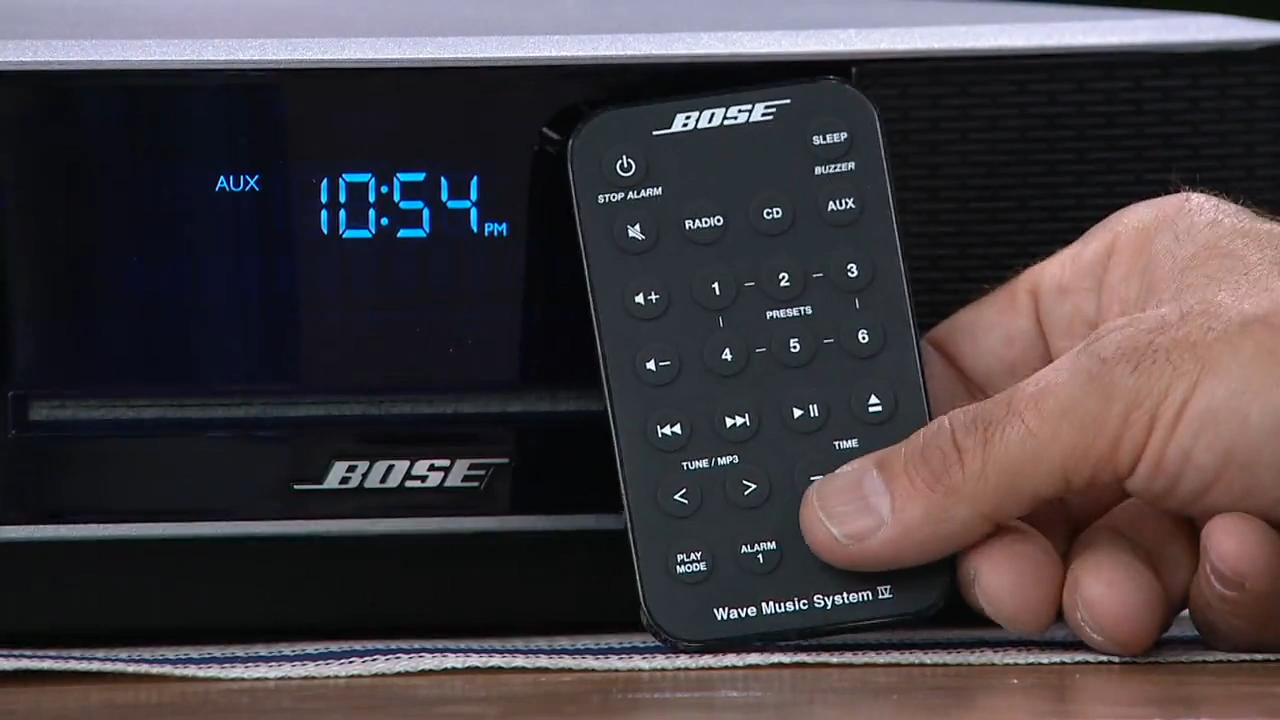 AUX
10:54 PM
BOSE
BOSE
SLEEP
BUZZER
STOP ALARM
RADIO CD AUX
+ 1 - 2 - 3
PRESETS
- 4 - 5 - 6
TIME
TUNE / MP3
< > -
PLAY MODE
ALARM 1
Wave Music System IV